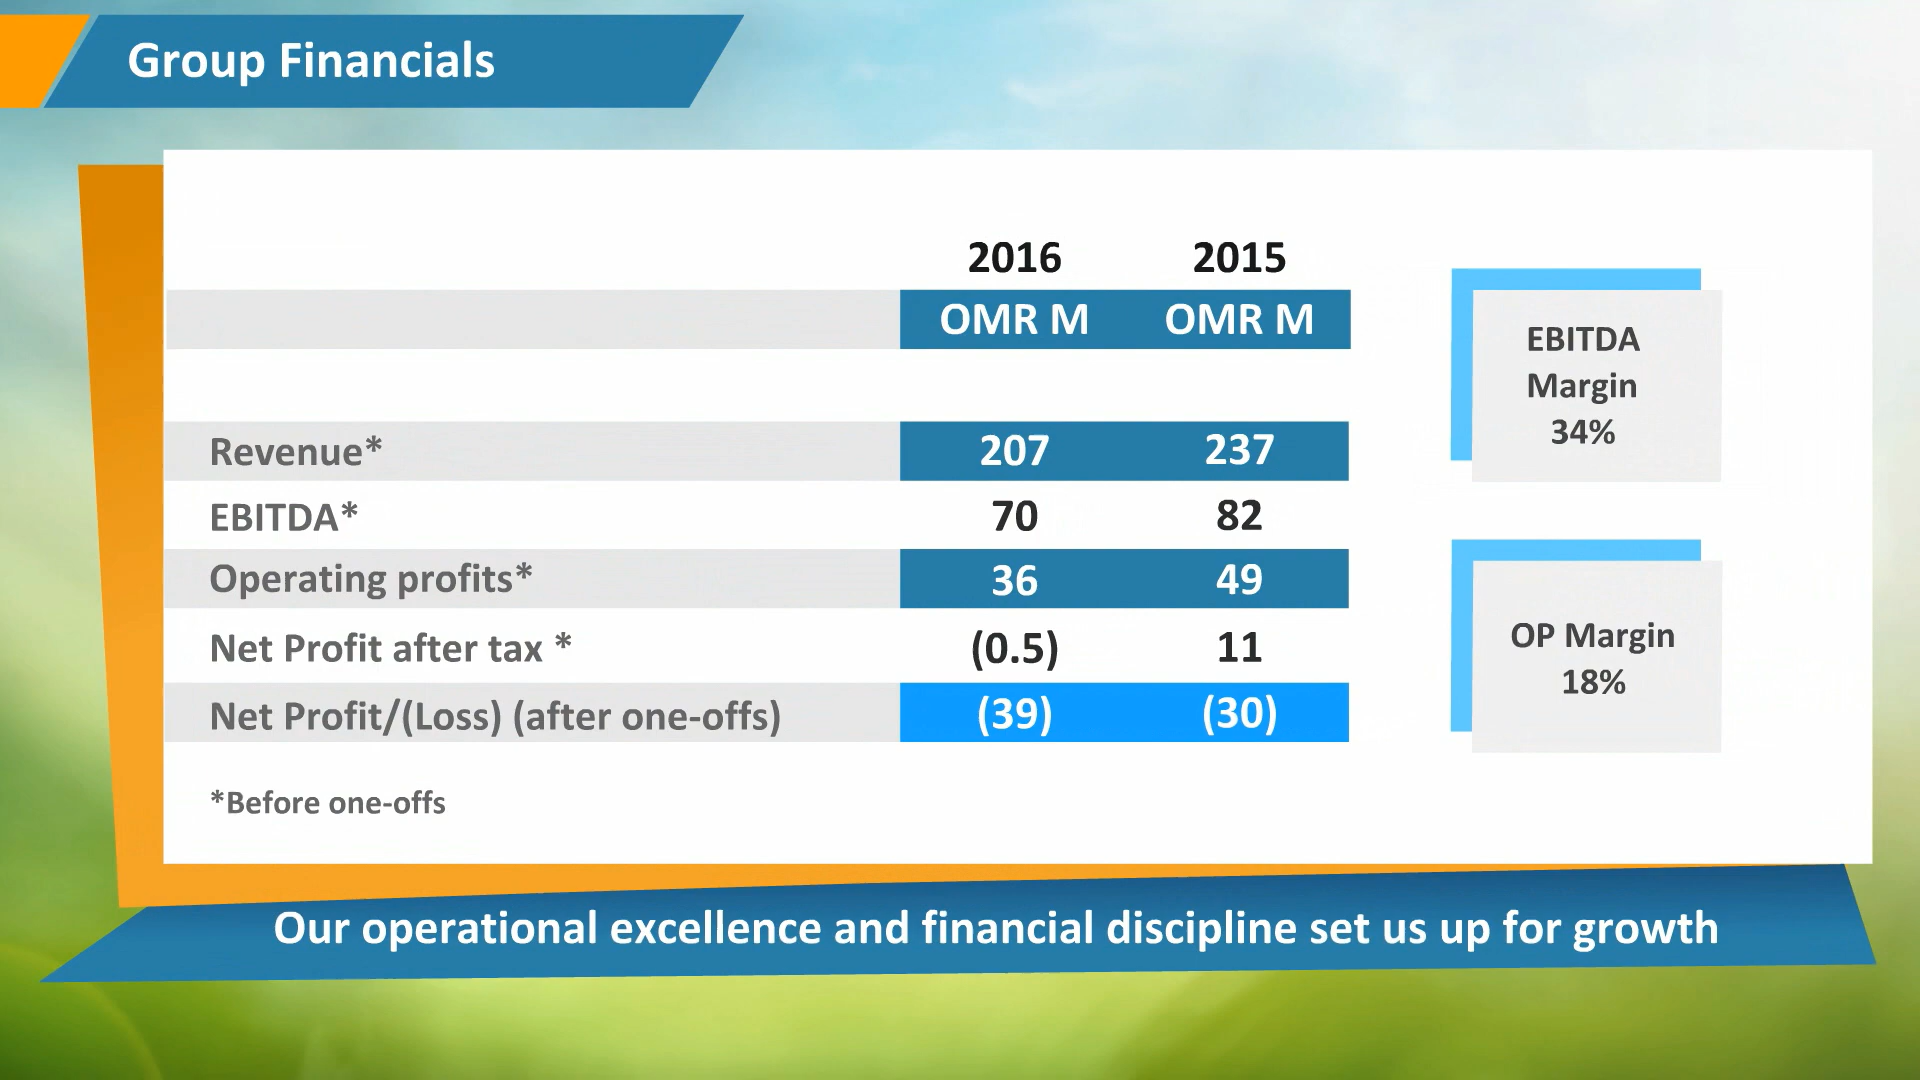 Group Financials
2016 2015
OMR M OMR M
Revenue* 207 237
EBITDA* 70 82
Operating profits* 36 49
Net Profit after tax * (0.5) 11
Net Profit/(Loss) (after one-offs) (39) (30)
*Before one-offs
EBITDA
Margin
34%
OP Margin
18%
Our operational excellence and financial discipline set us up for growth